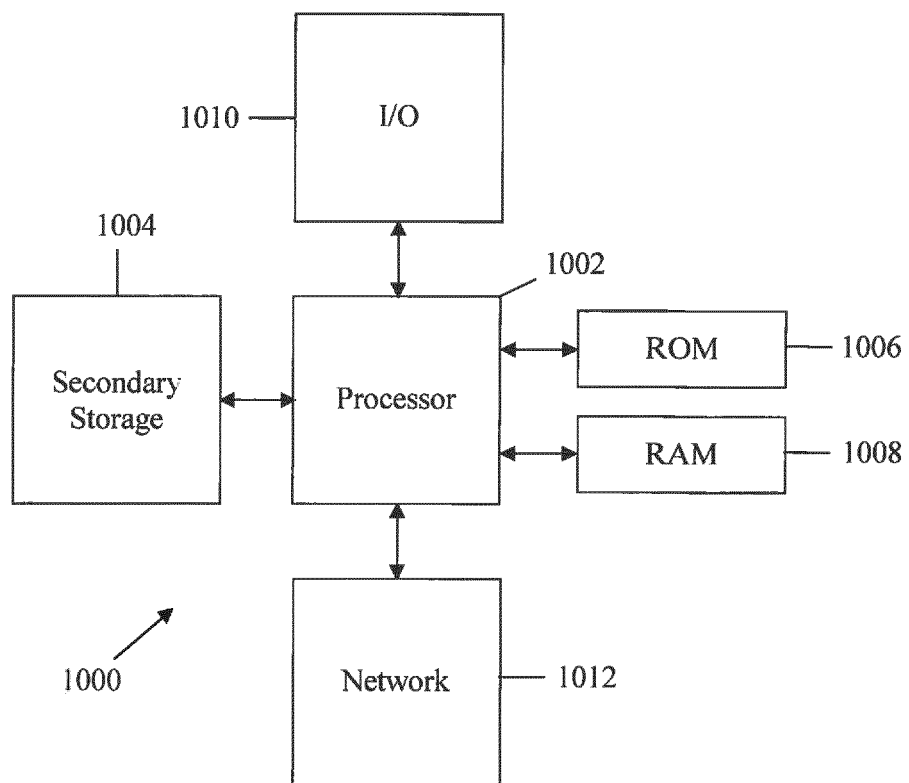 I/O
1010
1004
1002
Secondary
Storage
Processor
ROM
1006
RAM
1008
1000
Network
1012